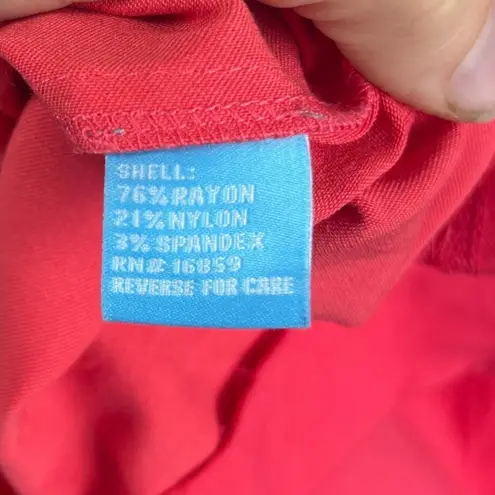 SHELL:
76% RAYON
21% NYLON
3% SPANDEX
RN# 16859
REVERSE FOR CARE